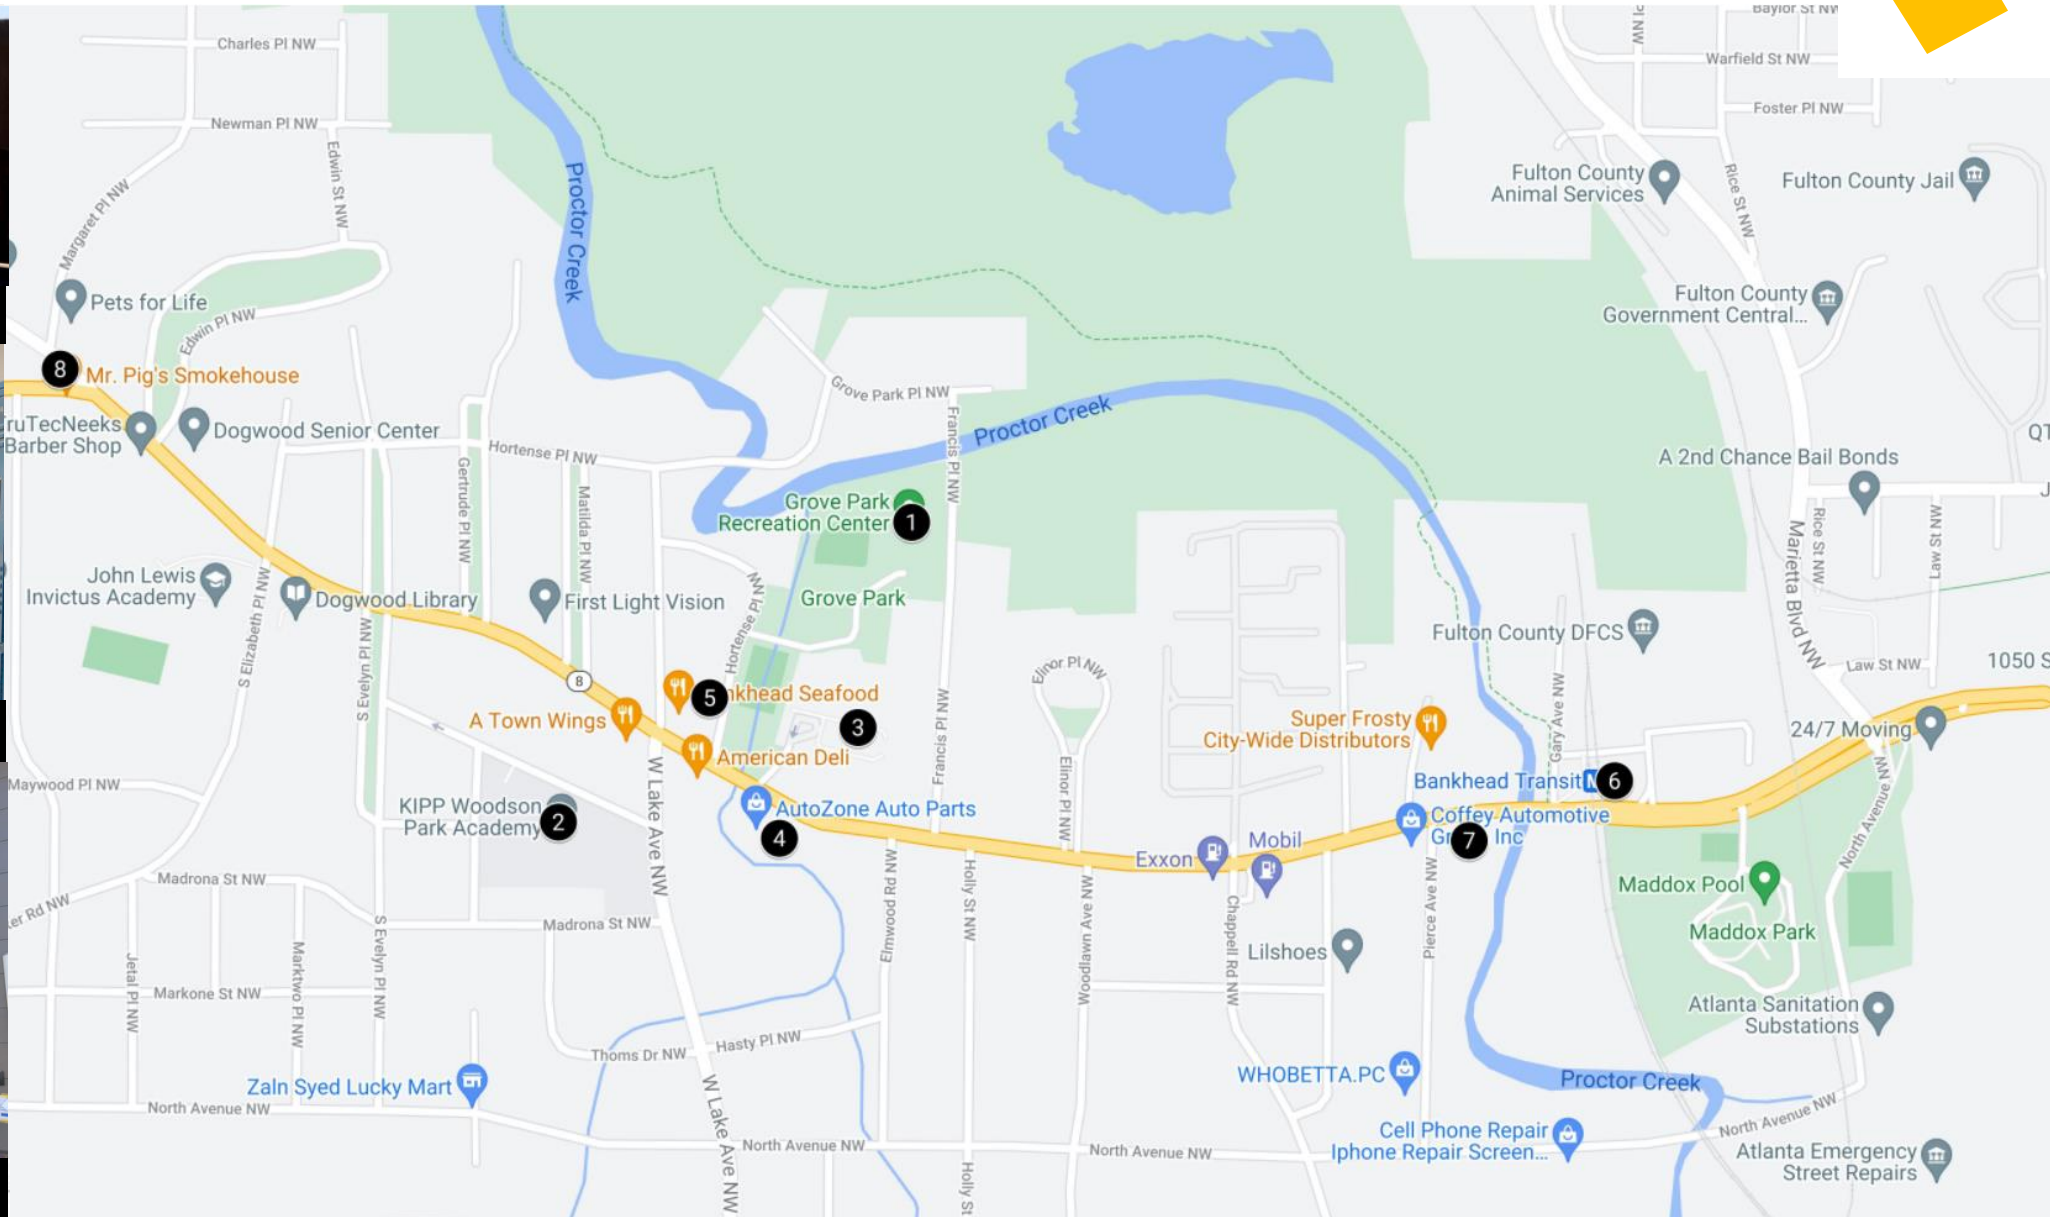 Baylor St NW
Pl NW
Charles Pl NW
Warfield St NW
Foster Pl NW
Newman Pl NW
Edwin St NW
Proctor Creek
Fulton County
Animal Services
Rice St NW
Fulton County Jail
Margaret Pl NW
Pets for Life
Edwin Pl NW
Fulton County
Government Central...
8
Mr. Pig's Smokehouse
Grove Park Pl NW
Francis Pl NW
Proctor Creek
ruTecNeeks
Barber Shop
Dogwood Senior Center
Hortense Pl NW
QT
A 2nd Chance Bail Bonds
Gertrude Pl NW
Matilda Pl NW
Grove Park
Recreation Center
1
J
Rice St NW
Law St NW
Marietta Blvd NW
John Lewis
Invictus Academy
S Elizabeth Pl NW
Dogwood Library
First Light Vision
Hortense Pl NW
Grove Park
Fulton County DFCS
S Evelyn Pl NW
8
Elinor Pl NW
Law St NW
1050 S
5
nkhead Seafood
A Town Wings
3
Francis Pl NW
Super Frosty
City-Wide Distributors
Gary Ave NW
24/7 Moving
American Deli
Maywood Pl NW
W Lake Ave NW
Elinor Pl NW
Bankhead Transit
6
KIPP Woodson
Park Academy
2
AutoZone Auto Parts
4
Coffey Automotive
Gr
Inc
7
North Avenue NW
Exxon
Mobil
Madrona St NW
er Rd NW
Elmwood Rd NW
Holly St NW
Woodlawn Ave NW
Chappell Rd NW
Pierce Ave NW
Maddox Pool
Maddox Park
S Evelyn Pl NW
Madrona St NW
Lilshoes
Jetal Pl NW
Marktwo Pl NW
Markone St NW
Atlanta Sanitation
Substations
Thoms Dr NW
Hasty Pl NW
Zaln Syed Lucky Mart
WHOBETTA.PC
Proctor Creek
North Avenue NW
W Lake Ave NW
North Avenue NW
North Avenue NW
North Avenue NW
Cell Phone Repair
Iphone Repair Screen...
Atlanta Emergency
Street Repairs
Holly St